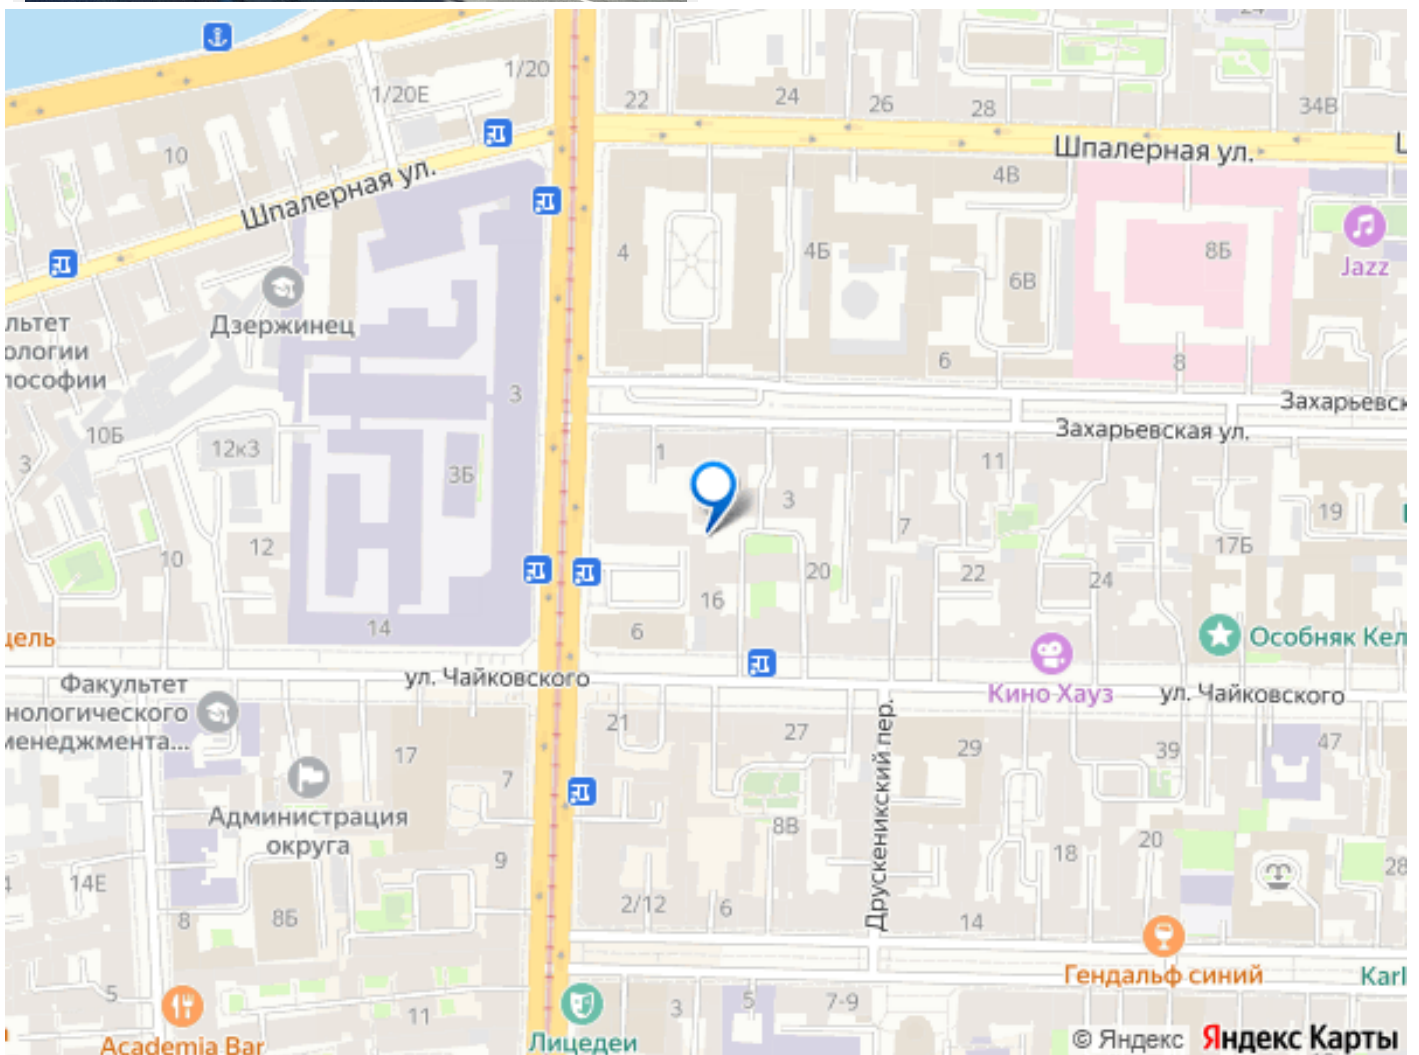 24
1/20
1/20Е
22
24
26
28
34В
10
Шпалерная ул.
Шпалерная ул.
4В
4
4Б
8Б
6В
Jazz
Дзержинец
льтет
ологии
лософии
6
8
3
Захарьевск
Захарьевская ул.
10Б
12к3
3
1
3Б
11
3
7
19
17Б
10
12
20
22
24
16
14
6
цель
Особняк Кел
ул. Чайковского
Факультет
нологического
менеджмента...
Кино Хауз
ул. Чайковского
21
27
29
39
47
17
7
Администрация
округа
8В
Друскеникский пер.
20
18
9
14Е
28
8
8Б
2/12
6
14
Гендальф синий
Karl
5
11
3
5
7-9
Academia Bar
Лицедеи
© Яндекс Яндекс Карты